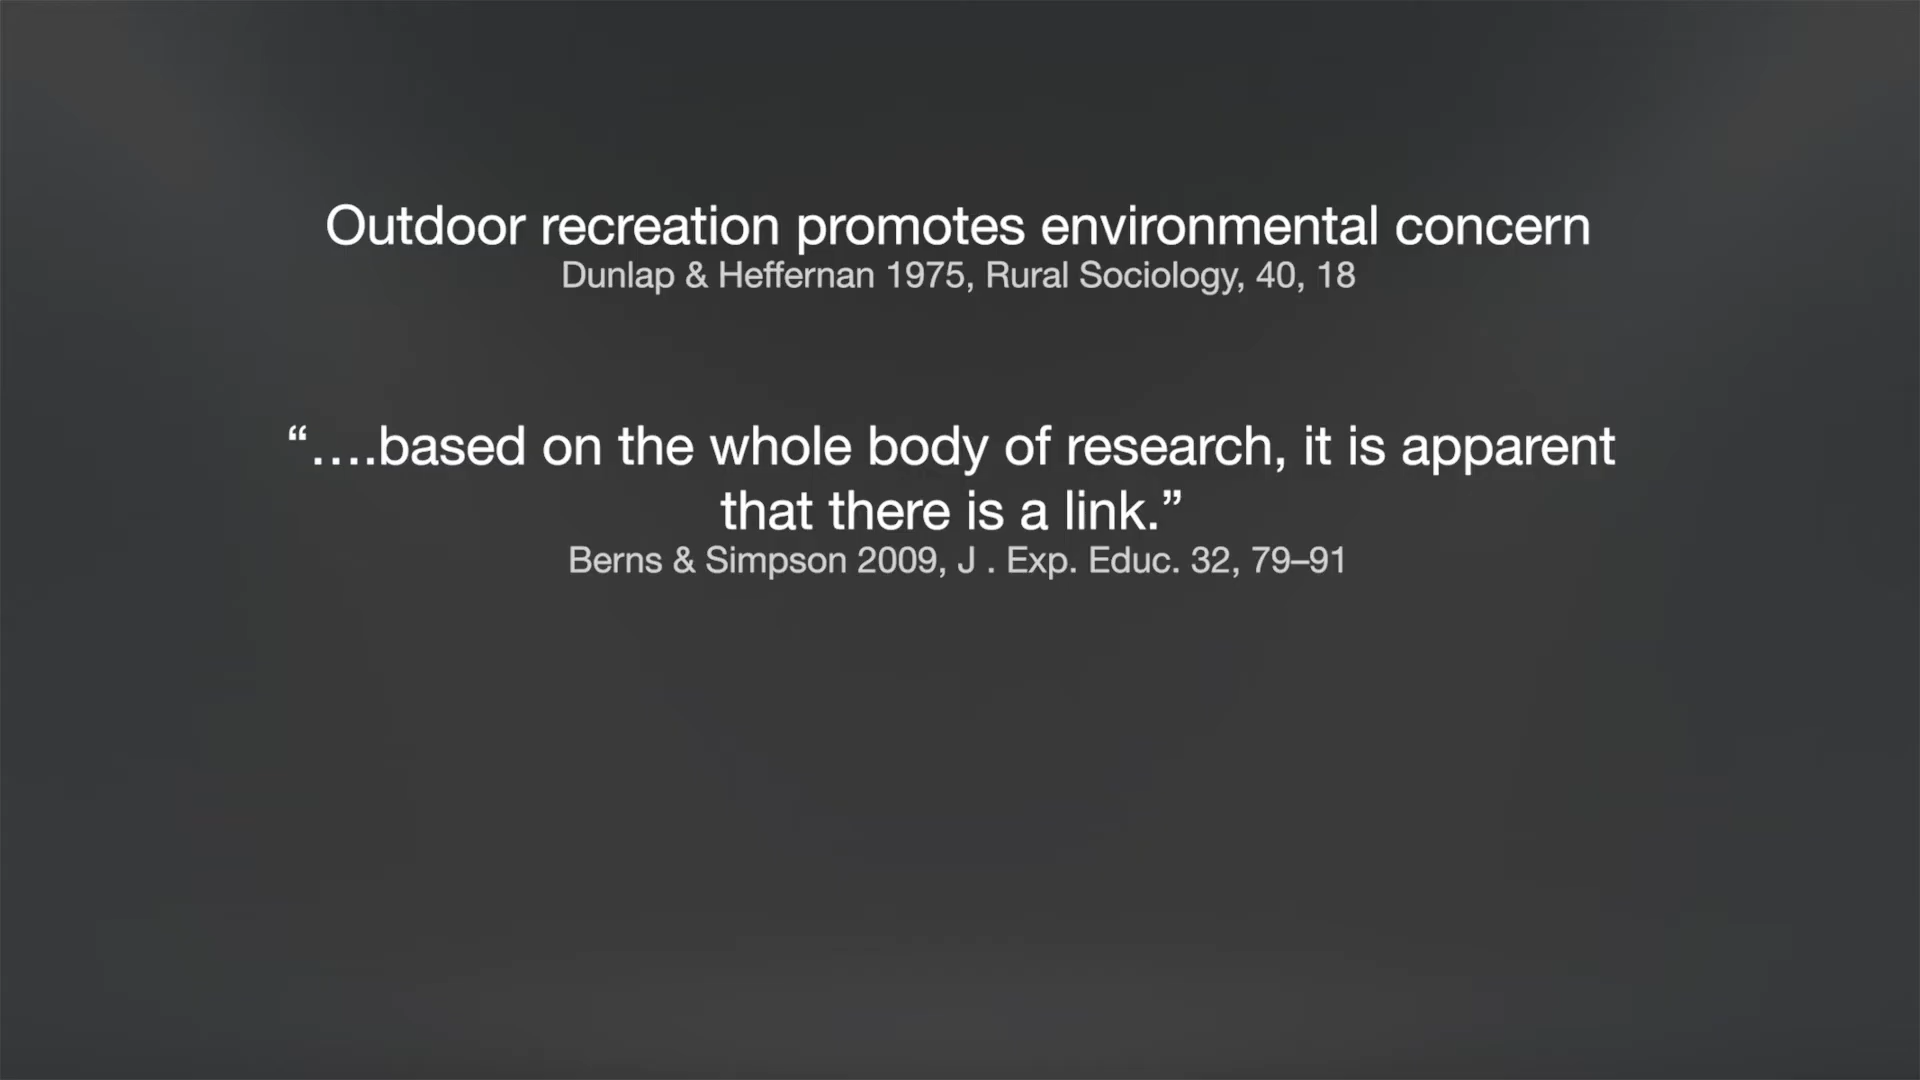 Outdoor recreation promotes environmental concern
Dunlap & Heffernan 1975, Rural Sociology, 40, 18
“….based on the whole body of research, it is apparent
that there is a link.”
Berns & Simpson 2009, J . Exp. Educ. 32, 79–91